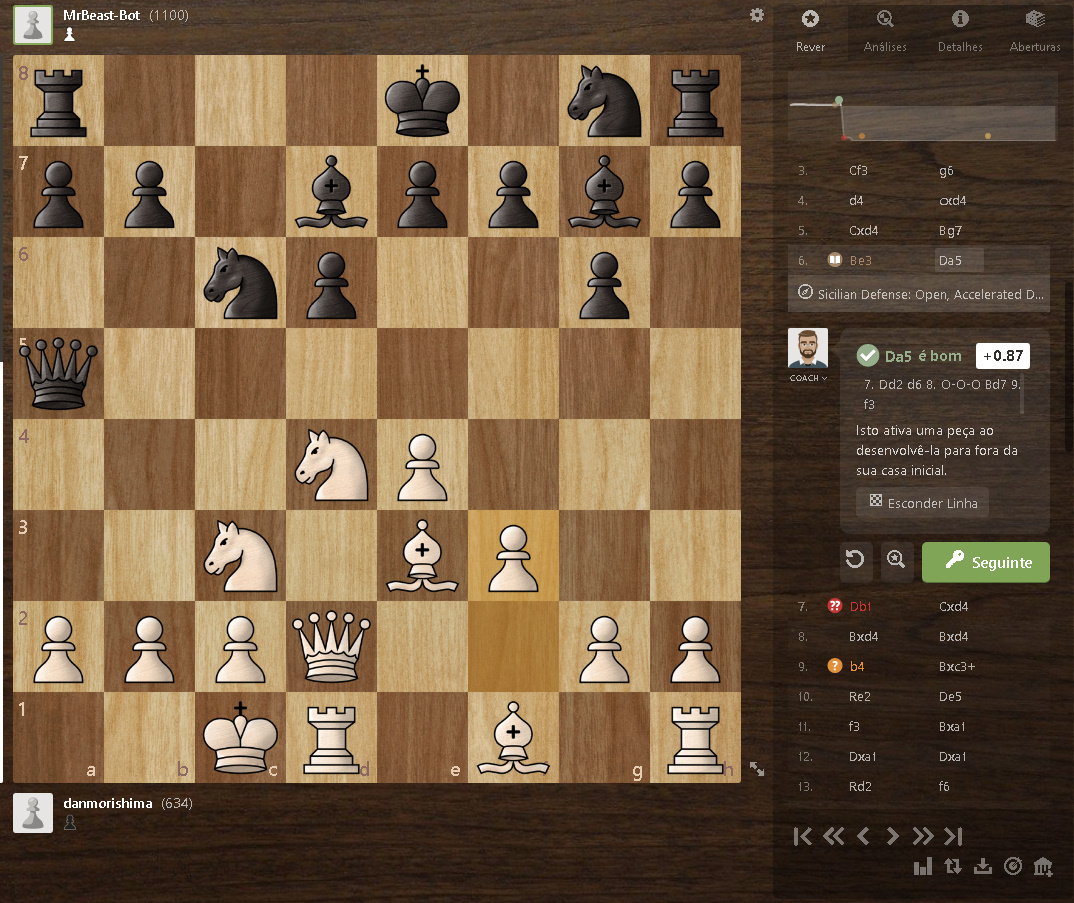 MrBeast-Bot (1100)
8
7
6
5
4
3
2
1
a b c d e f g h
danmorishima (634)
Rever Análises Detalhes Aberturas
3. Cf3 g6
4. d4 cxd4
5. Cxd4 Bg7
6. Be3 Da5
Sicilian Defense: Open, Accelerated D...
COACH
Da5 é bom +0.87
7. Dd2 d6 8. O-O-O Bd7 9.
f3
Isto ativa uma peça ao
desenvolvê-la para fora da
sua casa inicial.
Esconder Linha
Seguinte
7. ?? Db1 Cxd4
8. Bxd4 Bxd4
9. ? b4 Bxc3+
10. Re2 De5
11. f3 Bxa1
12. Dxa1 Dxa1
13. Rd2 f6